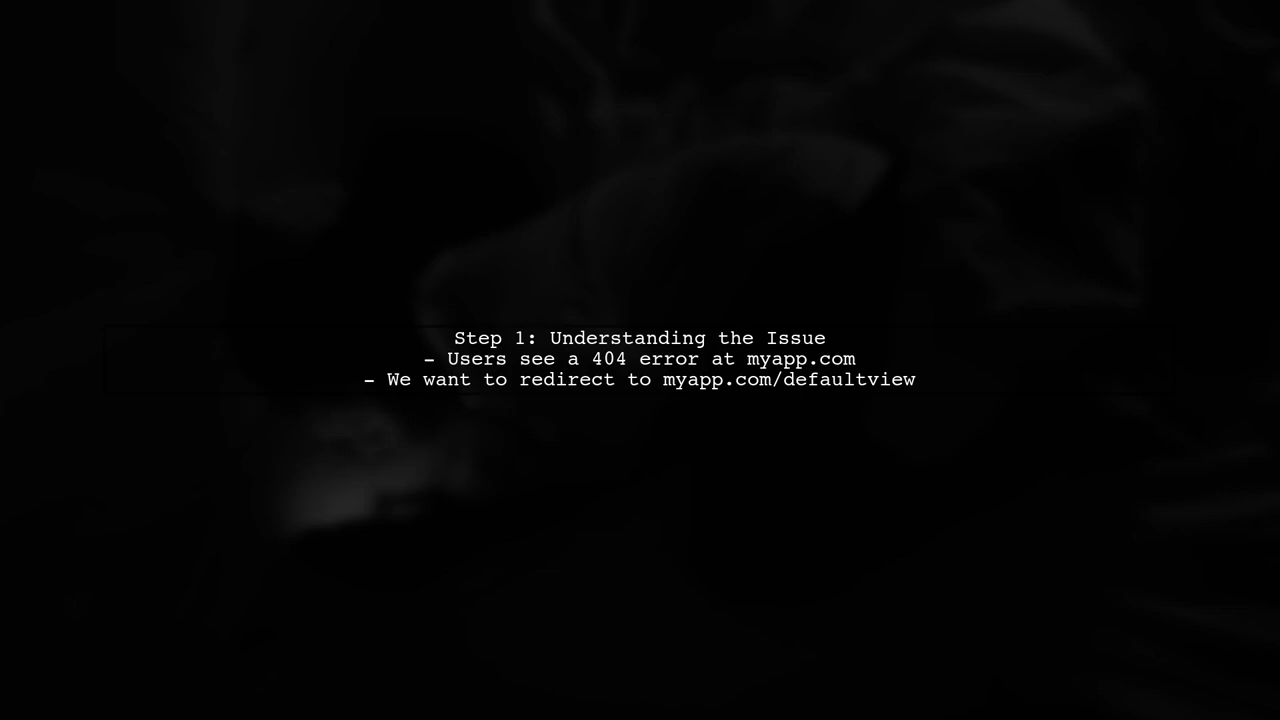 Step 1: Understanding the Issue
– Users see a 404 error at myapp.com
– We want to redirect to myapp.com/defaultview